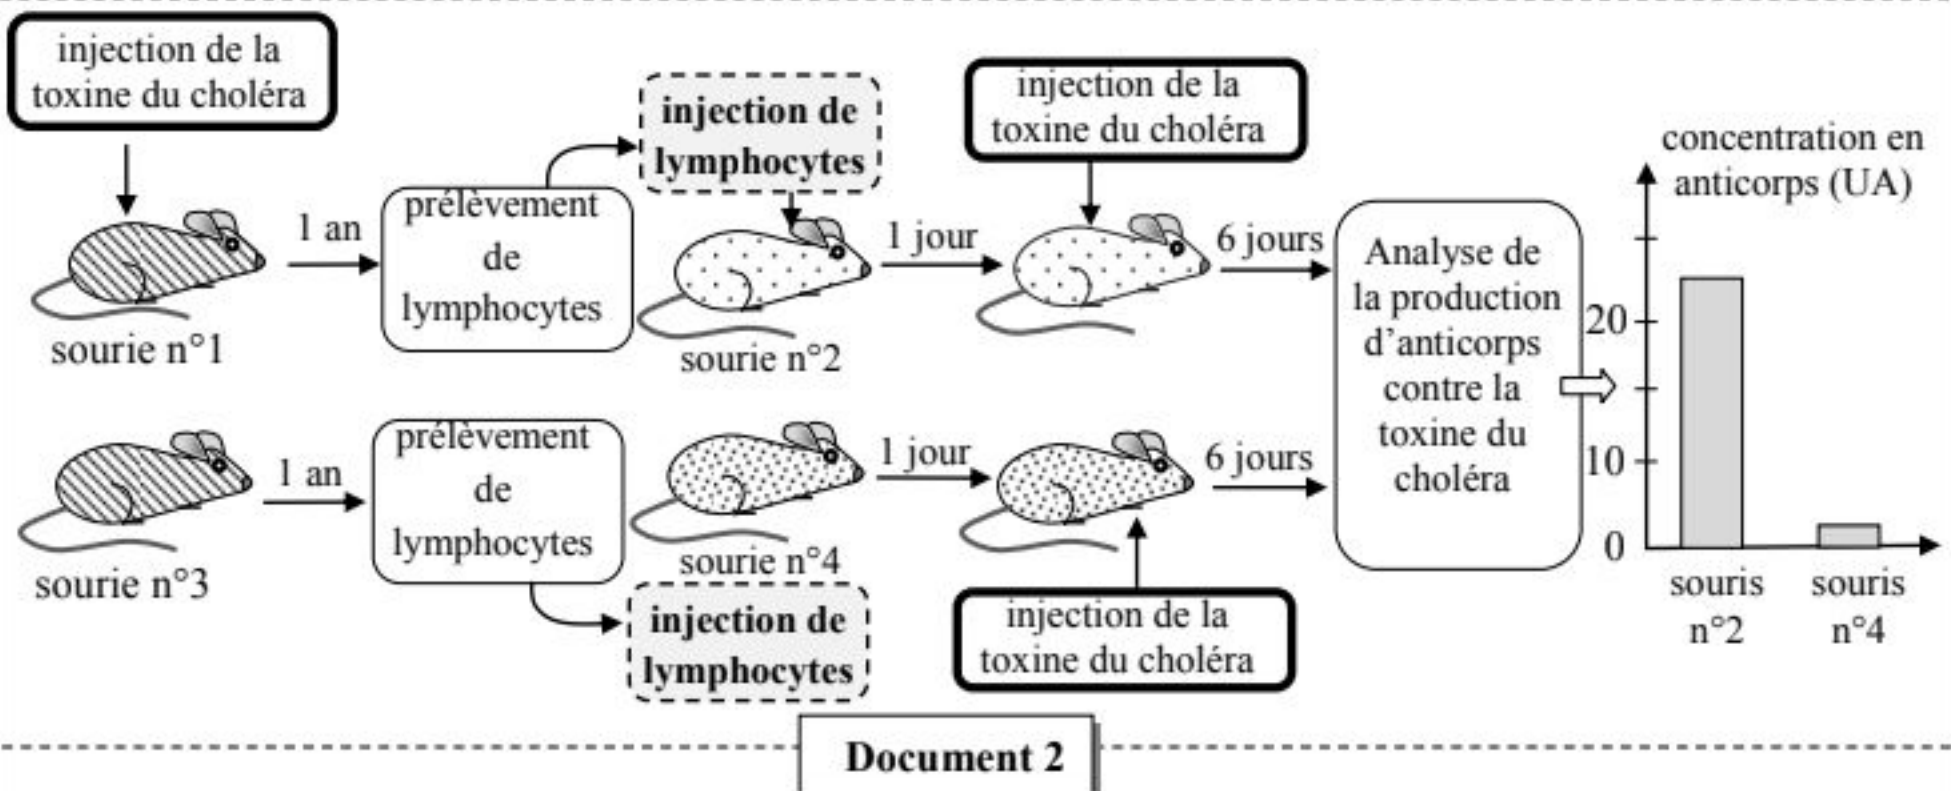 injection de la
toxine du choléra
sourie n°1
1 an
prélèvement
de
lymphocytes
injection de
lymphocytes
sourie n°2
1 jour
injection de la
toxine du choléra
6 jours
sourie n°3
1 an
prélèvement
de
lymphocytes
injection de
lymphocytes
sourie n°4
1 jour
injection de la
toxine du choléra
6 jours
Analyse de
la production
d'anticorps
contre la
toxine du
choléra
concentration en
anticorps (UA)
20
10
0
souris
n°2
souris
n°4
Document 2